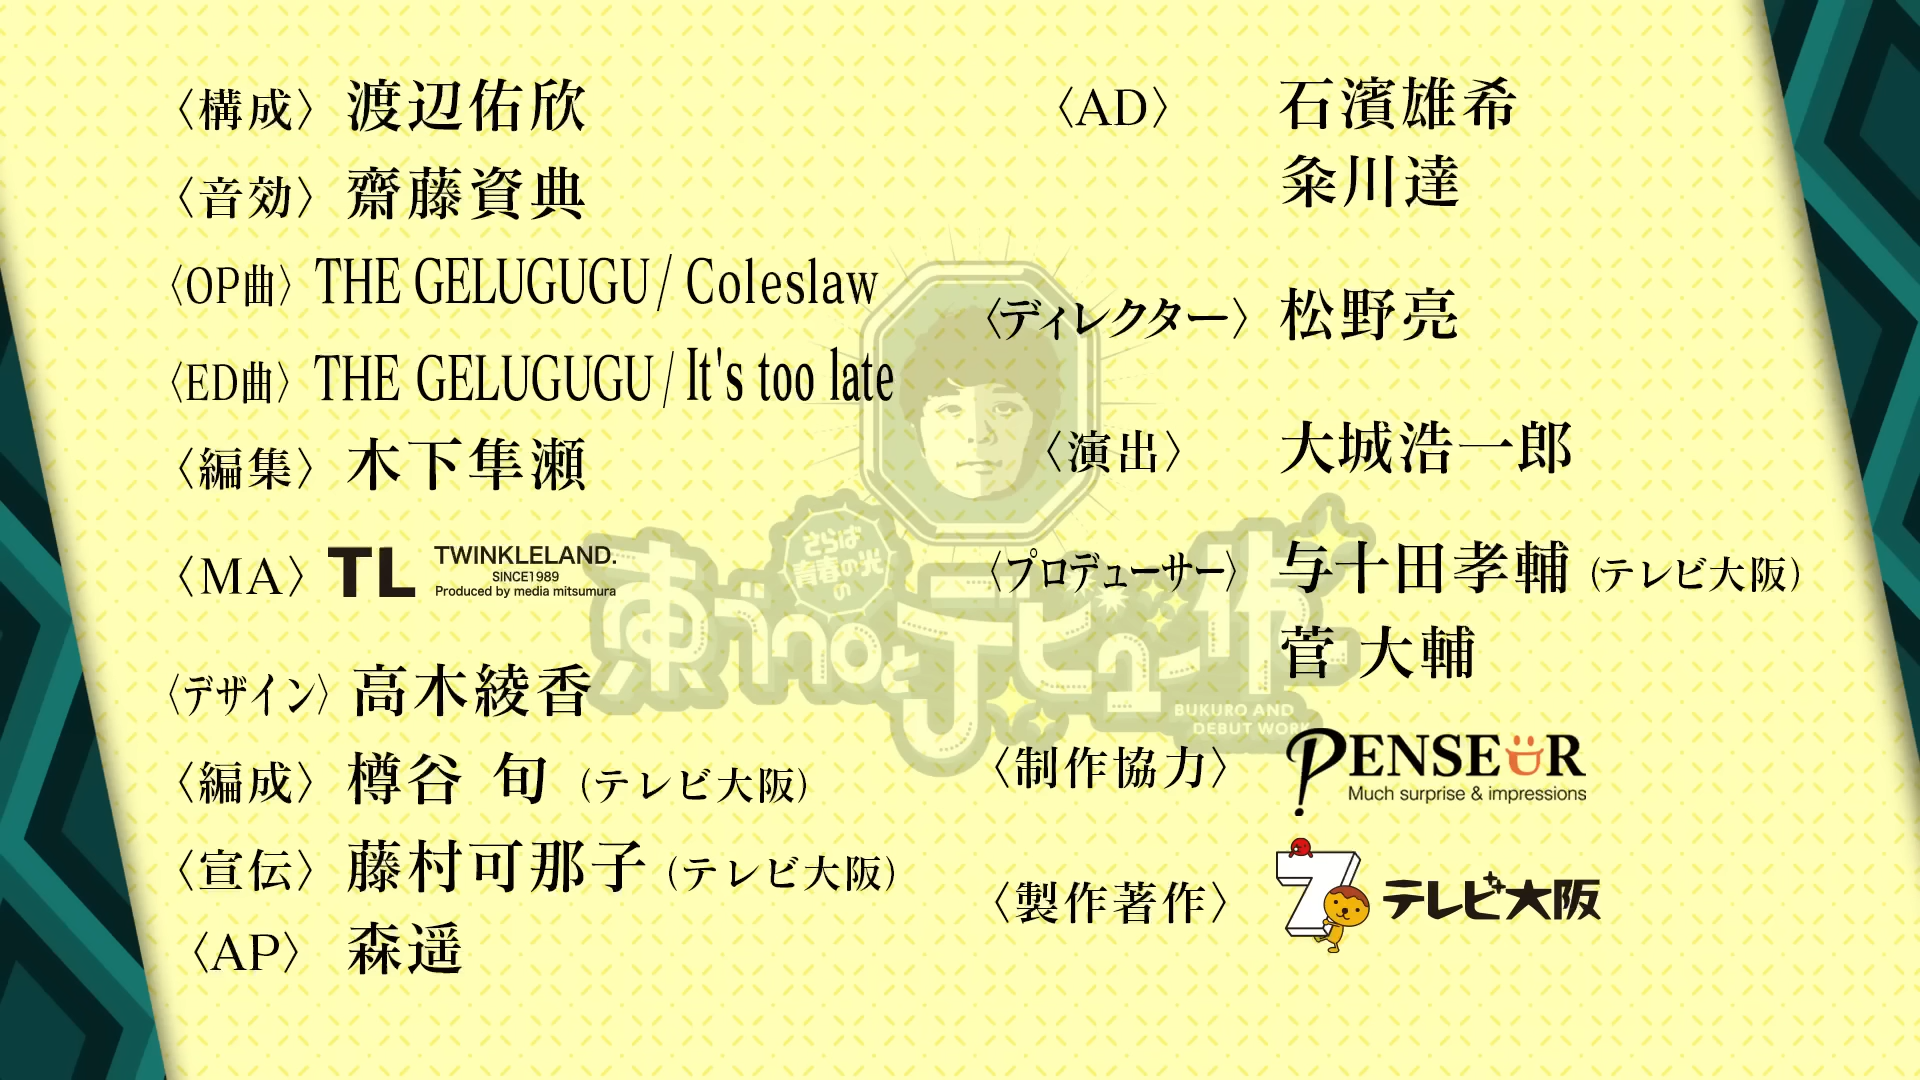 〈構成〉 渡辺佑欣
〈音効〉 齋藤資典
〈OP曲〉 THE GELUGUGU / Coleslaw
〈ED曲〉 THE GELUGUGU / It's too late
〈編集〉 木下隼瀬
〈MA〉 TL TWINKLELAND.
SINCE1989
Produced by media mitsumura
〈デザイン〉 高木綾香
〈編成〉 樽谷 旬 (テレビ大阪)
〈宣伝〉 藤村可那子 (テレビ大阪)
〈AP〉 森遥
〈AD〉 石濱雄希
粂川達
〈ディレクター〉 松野亮
〈演出〉 大城浩一郎
〈プロデューサー〉 与十田孝輔 (テレビ大阪)
菅 大輔
〈制作協力〉 PENSEUR
Much surprise & impressions
〈製作著作〉 7 テレビ大阪
さらば
青春の光
の
東ブクロとデビュー作
BUKURO AND
DEBUT WORK